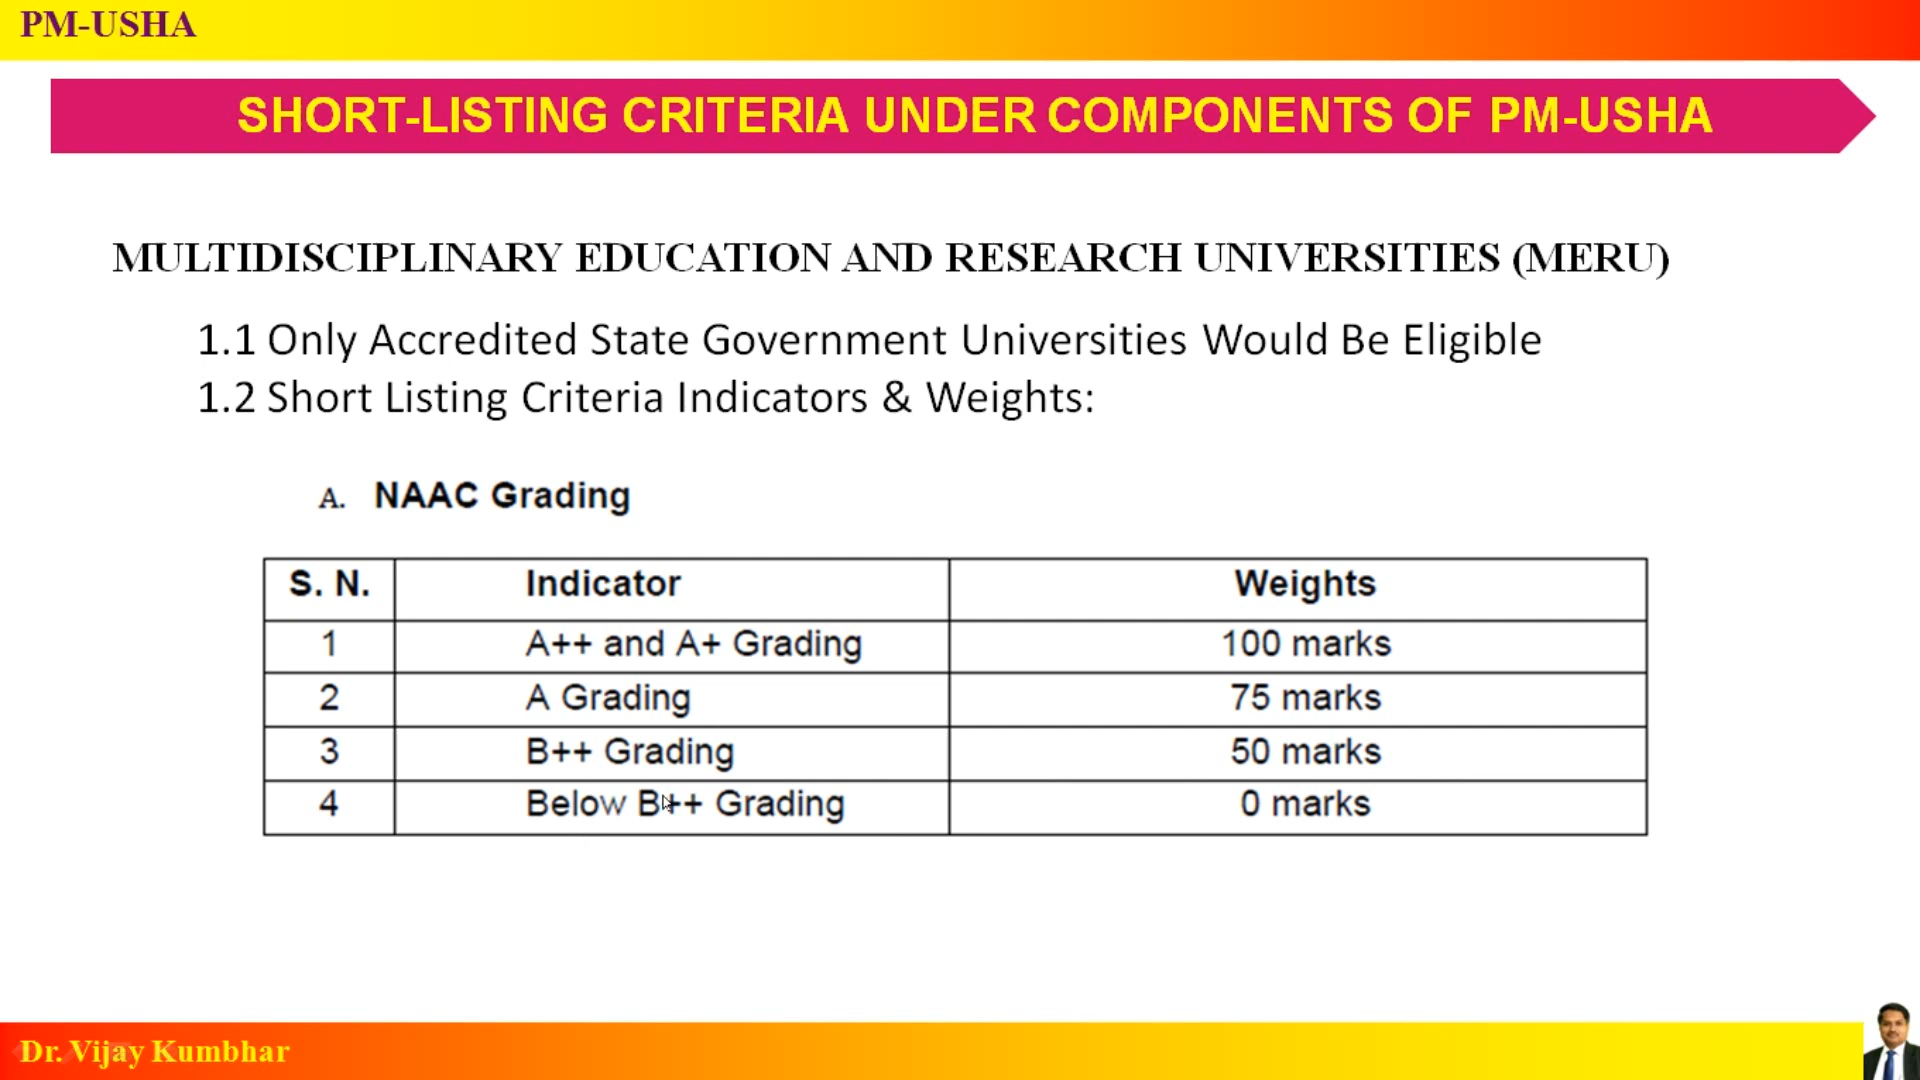 PM-USHA
SHORT-LISTING CRITERIA UNDER COMPONENTS OF PM-USHA
MULTIDISCIPLINARY EDUCATION AND RESEARCH UNIVERSITIES (MERU)
1.1 Only Accredited State Government Universities Would Be Eligible
1.2 Short Listing Criteria Indicators & Weights:
A. NAAC Grading
S. N. Indicator Weights
1 A++ and A+ Grading 100 marks
2 A Grading 75 marks
3 B++ Grading 50 marks
4 Below B++ Grading 0 marks
Dr. Vijay Kumbhar